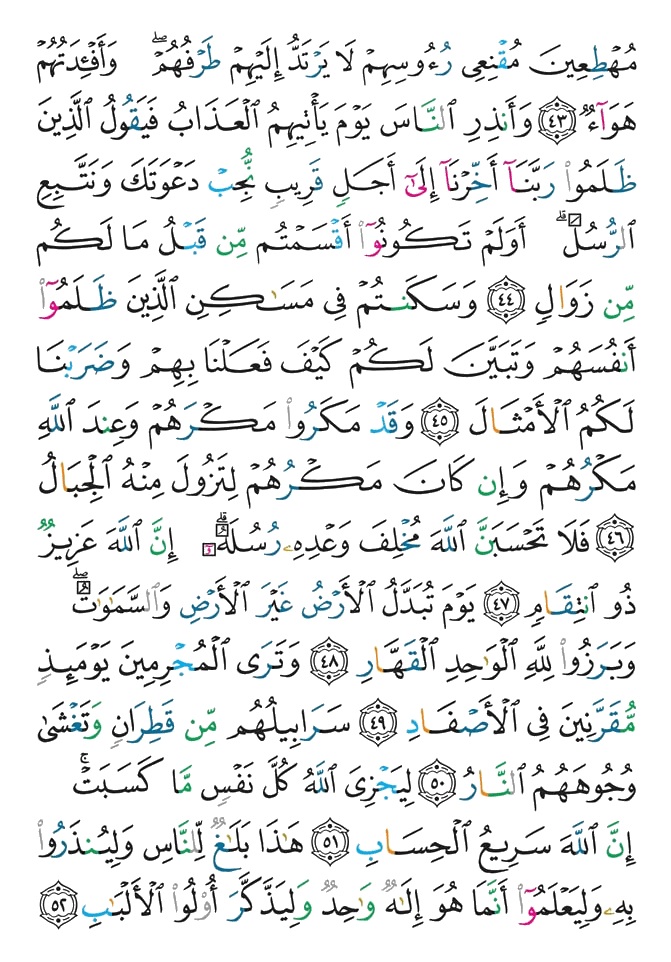 مُهْطِعِينَ مُقْنِعِى رُءُوسِهِمْ لَا يَرْتَدُّ إِلَيْهِمْ طَرْفُهُمْ ۖ وَأَفْـِٔدَتُهُمْ
هَوَآءٌ ٤٣ وَأَنذِرِ ٱلنَّاسَ يَوْمَ يَأْتِيهِمُ ٱلْعَذَابُ فَيَقُولُ ٱلَّذِينَ
ظَلَمُوا۟ رَبَّنَآ أَخِّرْنَآ إِلَىٰٓ أَجَلٍ قَرِيبٍ نُّجِبْ دَعْوَتَكَ وَنَتَّبِعِ
ٱلرُّسُلَ ۗ أَوَلَمْ تَكُونُوٓا۟ أَقْسَمْتُم مِّن قَبْلُ مَا لَكُم
مِّن زَوَالٍ ٤٤ وَسَكَنتُمْ فِى مَسَـٰكِنِ ٱلَّذِينَ ظَلَمُوٓا۟
أَنفُسَهُمْ وَتَبَيَّنَ لَكُمْ كَيْفَ فَعَلْنَا بِهِمْ وَضَرَبْنَا
لَكُمُ ٱلْأَمْثَالَ ٤٥ وَقَدْ مَكَرُوا۟ مَكْرَهُمْ وَعِندَ ٱللَّهِ
مَكْرُهُمْ وَإِن كَانَ مَكْرُهُمْ لِتَزُولَ مِنْهُ ٱلْجِبَالُ
٤٦ فَلَا تَحْسَبَنَّ ٱللَّهَ مُخْلِفَ وَعْدِهِۦ رُسُلَهُۥٓ ۗ إِنَّ ٱللَّهَ عَزِيزٌ
ذُو ٱنتِقَامٍ ٤٧ يَوْمَ تُبَدَّلُ ٱلْأَرْضُ غَيْرَ ٱلْأَرْضِ وَٱلسَّمَـٰوَٰتُ ۖ
وَبَرَزُوا۟ لِلَّهِ ٱلْوَٰحِدِ ٱلْقَهَّارِ ٤٨ وَتَرَى ٱلْمُجْرِمِينَ يَوْمَئِذٍ
مُّقَرَّنِينَ فِى ٱلْأَصْفَادِ ٤٩ سَرَابِيلُهُم مِّن قَطِرَانٍ وَتَغْشَىٰ
وُجُوهَهُمُ ٱلنَّارُ ٥٠ لِيَجْزِىَ ٱللَّهُ كُلَّ نَفْسٍ مَّا كَسَبَتْ ۚ
إِنَّ ٱللَّهَ سَرِيعُ ٱلْحِسَابِ ٥١ هَـٰذَا بَلَـٰغٌ لِّلنَّاسِ وَلِيُنذَرُوا۟
بِهِۦ وَلِيَعْلَمُوٓا۟ أَنَّمَا هُوَ إِلَـٰهٌ وَٰحِدٌ وَلِيَذَّكَّرَ أُو۟لُوا۟ ٱلْأَلْبَـٰبِ ٥٢